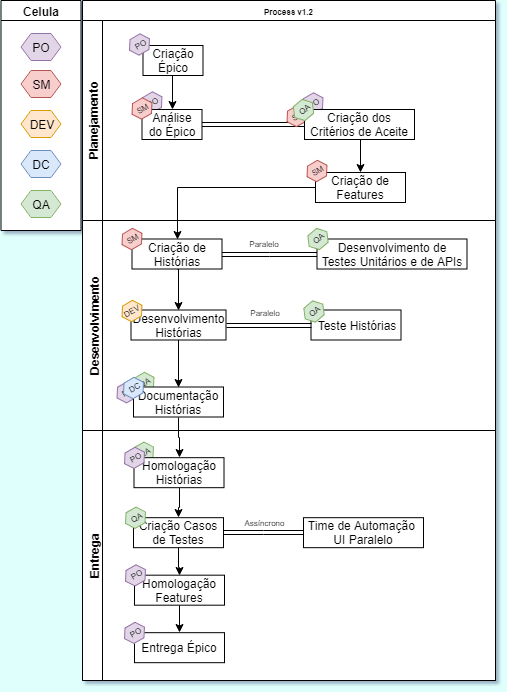 Celula
PO
SM
DEV
DC
QA
Process v1.2
Planejamento
PO
Criação
Épico
SM
O
Análise
do Épico
S
QA
O
Criação dos
Critérios de Aceite
SM
Criação de
Features
Desenvolvimento
SM
Criação de
Histórias
Paralelo
QA
Desenvolvimento de
Testes Unitários e de APIs
DEV
Desenvolvimento
Histórias
Paralelo
QA
Teste Histórias
DC
A
Documentação
Histórias
Entrega
PO
A
Homologação
Histórias
QA
Criação Casos
de Testes
Assíncrono
Time de Automação
UI Paralelo
PO
Homologação
Features
PO
Entrega Épico